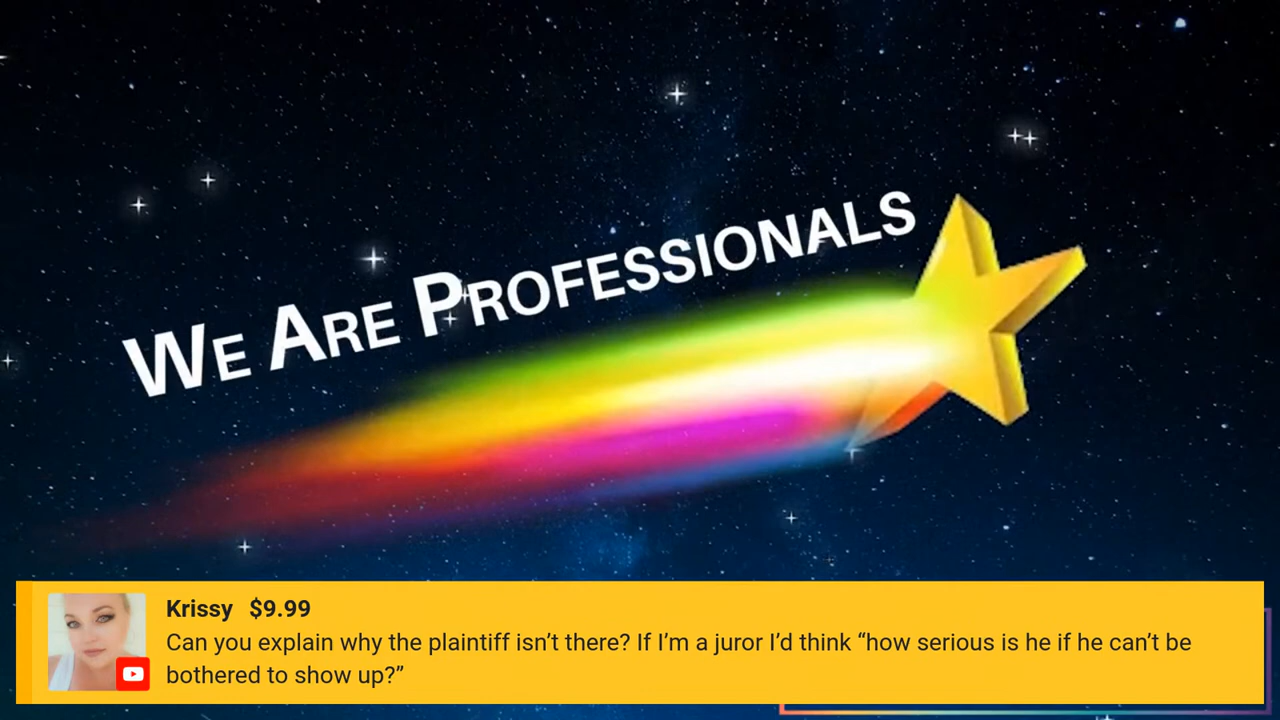 WE ARE PROFESSIONALS
Krissy $9.99
Can you explain why the plaintiff isn’t there? If I’m a juror I’d think “how serious is he if he can’t be
bothered to show up?”